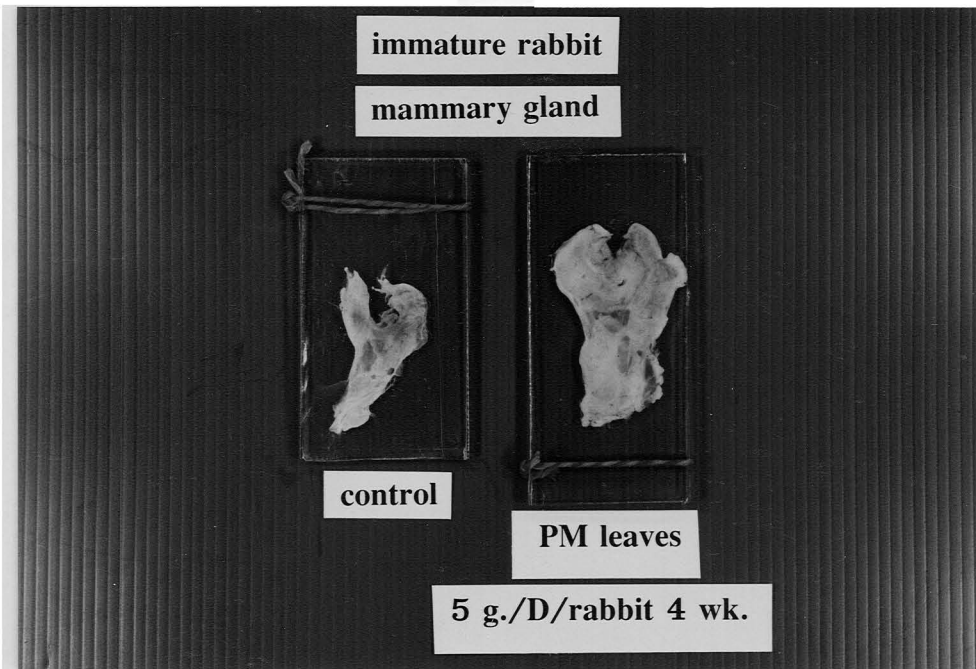 immature rabbit
mammary gland
control
PM leaves
5 g./D/rabbit 4 wk.